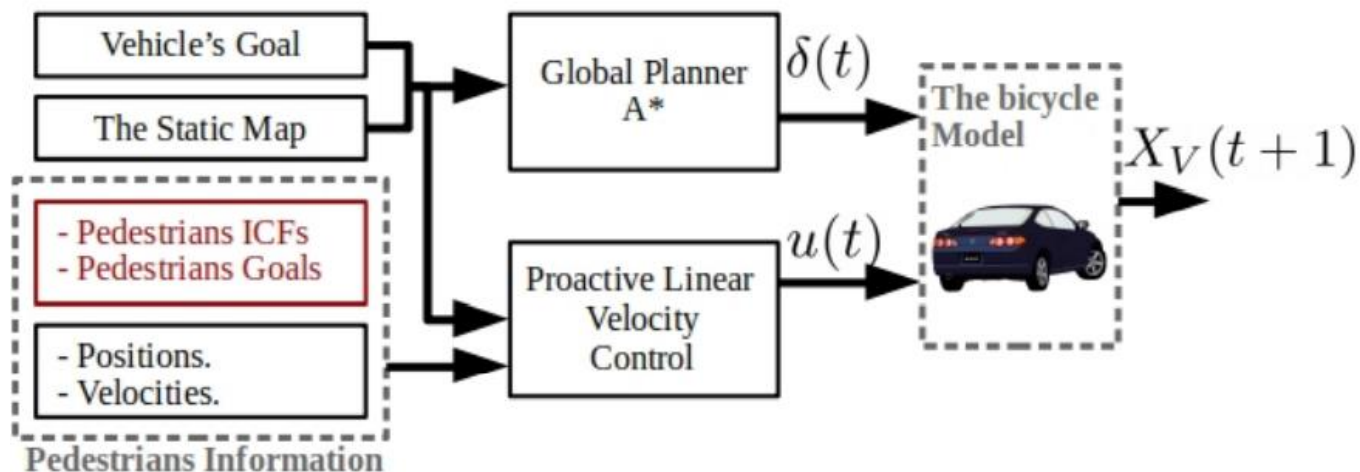 Vehicle's Goal
The Static Map
- Pedestrians ICFs
- Pedestrians Goals
- Positions.
- Velocities.
Pedestrians Information
Global Planner
A*
δ(t)
Proactive Linear
Velocity
Control
u(t)
The bicycle
Model
X_V(t + 1)